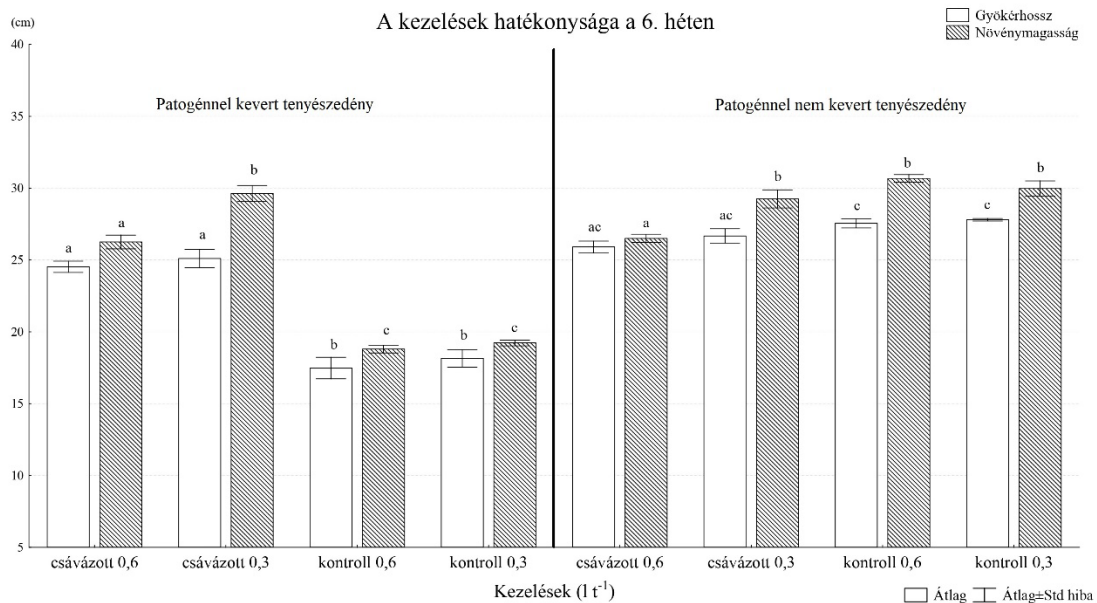 A kezelések hatékonysága a 6. héten
Gyökérhossz
Növénymagasság
(cm)
40
35
30
25
20
15
10
5
Patogénnel kevert tenyészedény
Patogénnel nem kevert tenyészedény
a a a b b c b c ac a ac b c b c b
csávázott 0,6 csávázott 0,3 kontroll 0,6 kontroll 0,3 csávázott 0,6 csávázott 0,3 kontroll 0,6 kontroll 0,3
Kezelések (l t⁻¹)
Átlag Átlag±Std hiba